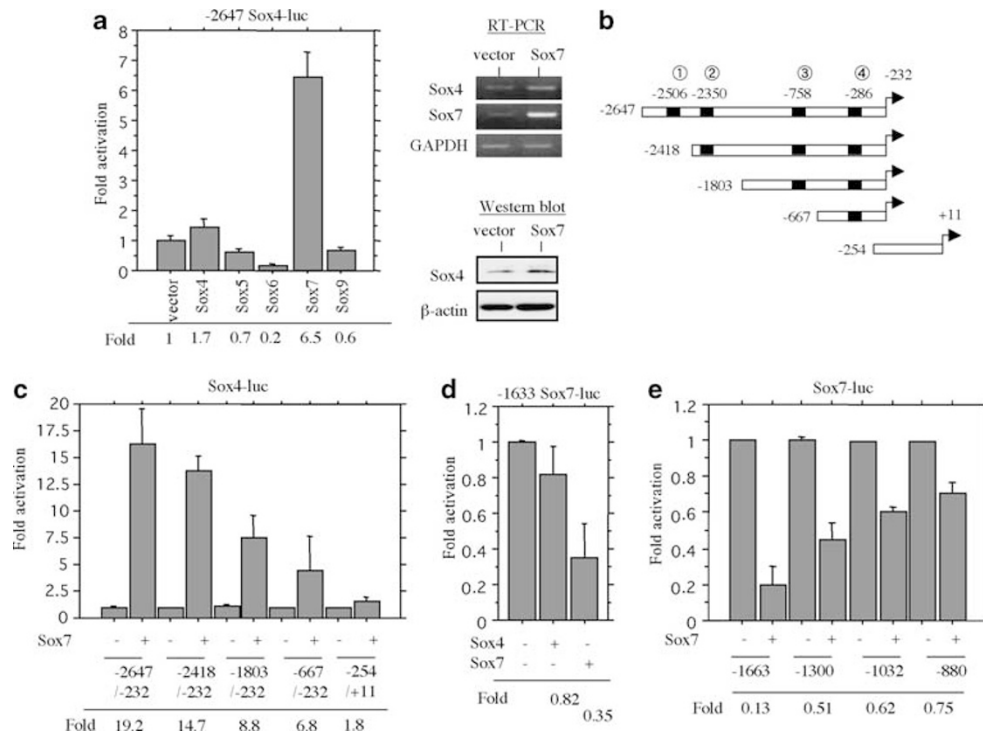 a
-2647 Sox4-luc
Fold activation
8
7
6
5
4
3
2
1
0
vector
Sox4
Sox5
Sox6
Sox7
Sox9
Fold 1 1.7 0.7 0.2 6.5 0.6
RT-PCR
vector Sox7
Sox4
Sox7
GAPDH
Western blot
vector Sox7
Sox4
β-actin
b
① ② ③ ④ -232
-2506 -2350 -758 -286
-2647
-2418
-1803
-667
+11
-254
c
Sox4-luc
Fold activation
20
17.5
15
12.5
10
7.5
5
2.5
0
Sox7 - + - + - + - + - +
-2647 -2418 -1803 -667 -254
/-232 /-232 /-232 /-232 /+11
Fold 19.2 14.7 8.8 6.8 1.8
d
-1633 Sox7-luc
Fold activation
1.2
1
0.8
0.6
0.4
0.2
0
Sox4 - + -
Sox7 - - +
Fold 0.82
0.35
e
Sox7-luc
Fold activation
1.2
1
0.8
0.6
0.4
0.2
0
Sox7 - + - + - + - +
-1663 -1300 -1032 -880
Fold 0.13 0.51 0.62 0.75